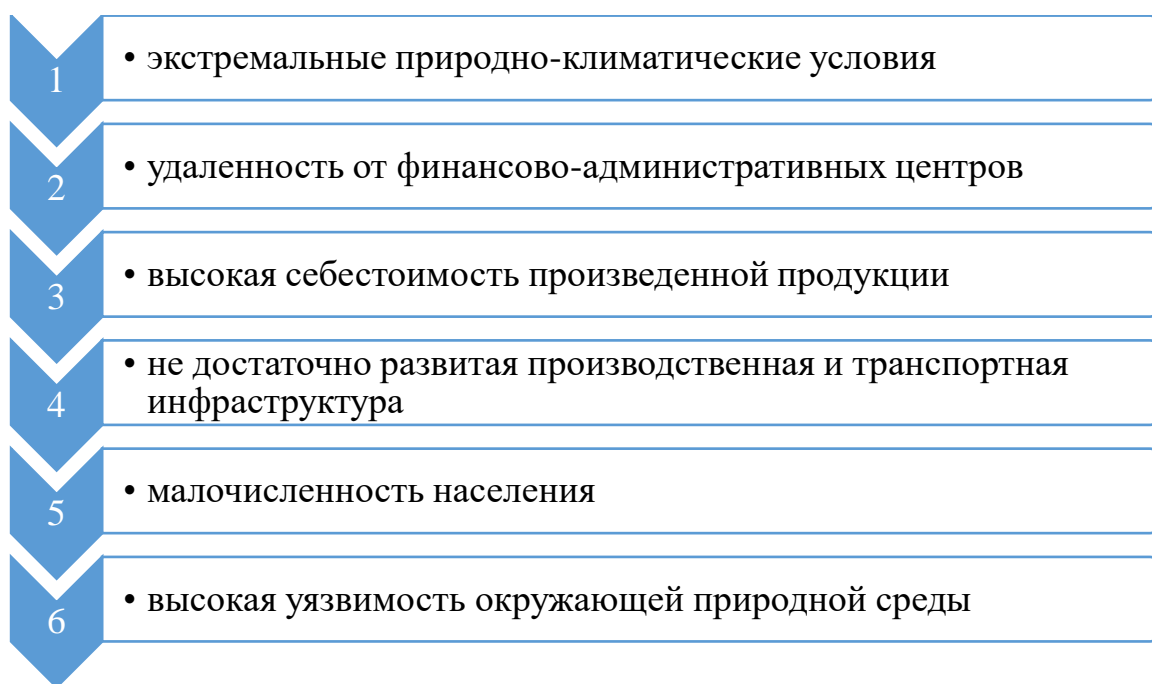 1
• экстремальные природно-климатические условия
2
• удаленность от финансово-административных центров
3
• высокая себестоимость произведенной продукции
4
• не достаточно развитая производственная и транспортная
инфраструктура
5
• малочисленность населения
6
• высокая уязвимость окружающей природной среды